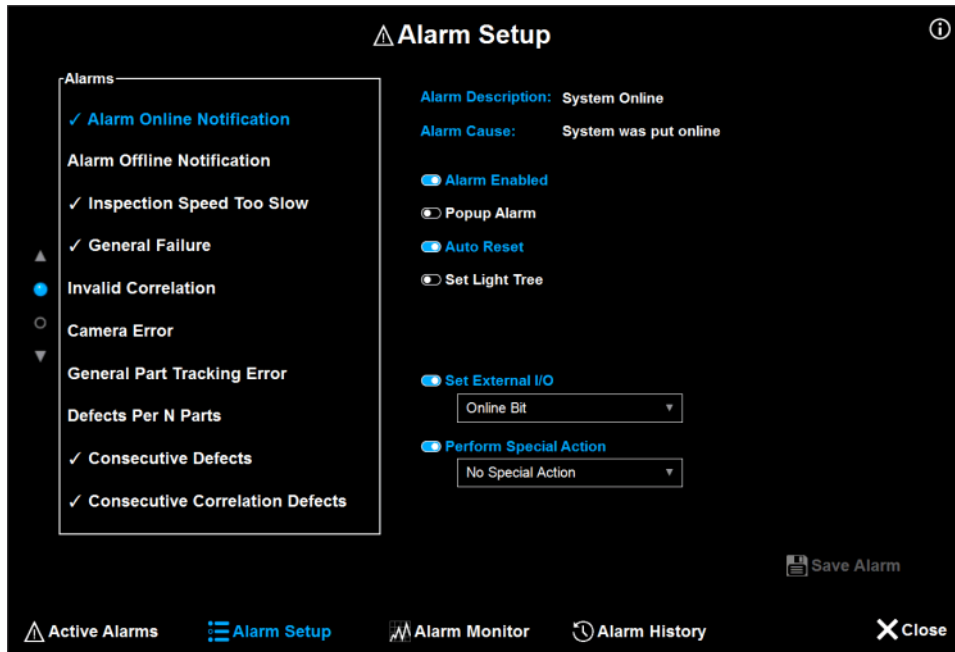 Alarm Setup
Alarms
✓ Alarm Online Notification
Alarm Offline Notification
✓ Inspection Speed Too Slow
✓ General Failure
Invalid Correlation
Camera Error
General Part Tracking Error
Defects Per N Parts
✓ Consecutive Defects
✓ Consecutive Correlation Defects
Alarm Description: System Online
Alarm Cause: System was put online
Alarm Enabled
Popup Alarm
Auto Reset
Set Light Tree
Set External I/O
Online Bit
Perform Special Action
No Special Action
Save Alarm
Active Alarms Alarm Setup Alarm Monitor Alarm History Close